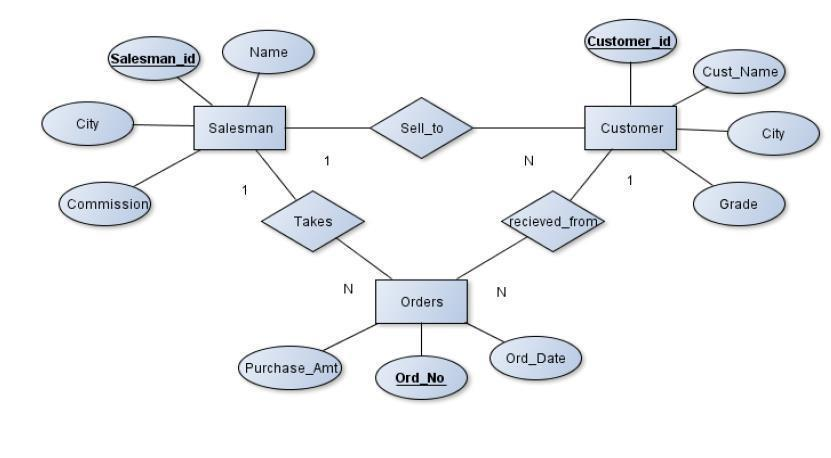 Customer_id
Salesman_id
Name
Cust_Name
City
Salesman
Sell_to
Customer
City
1
N
1
1
Commission
Takes
recieved_from
Grade
N
N
Orders
Purchase_Amt
Ord_No
Ord_Date